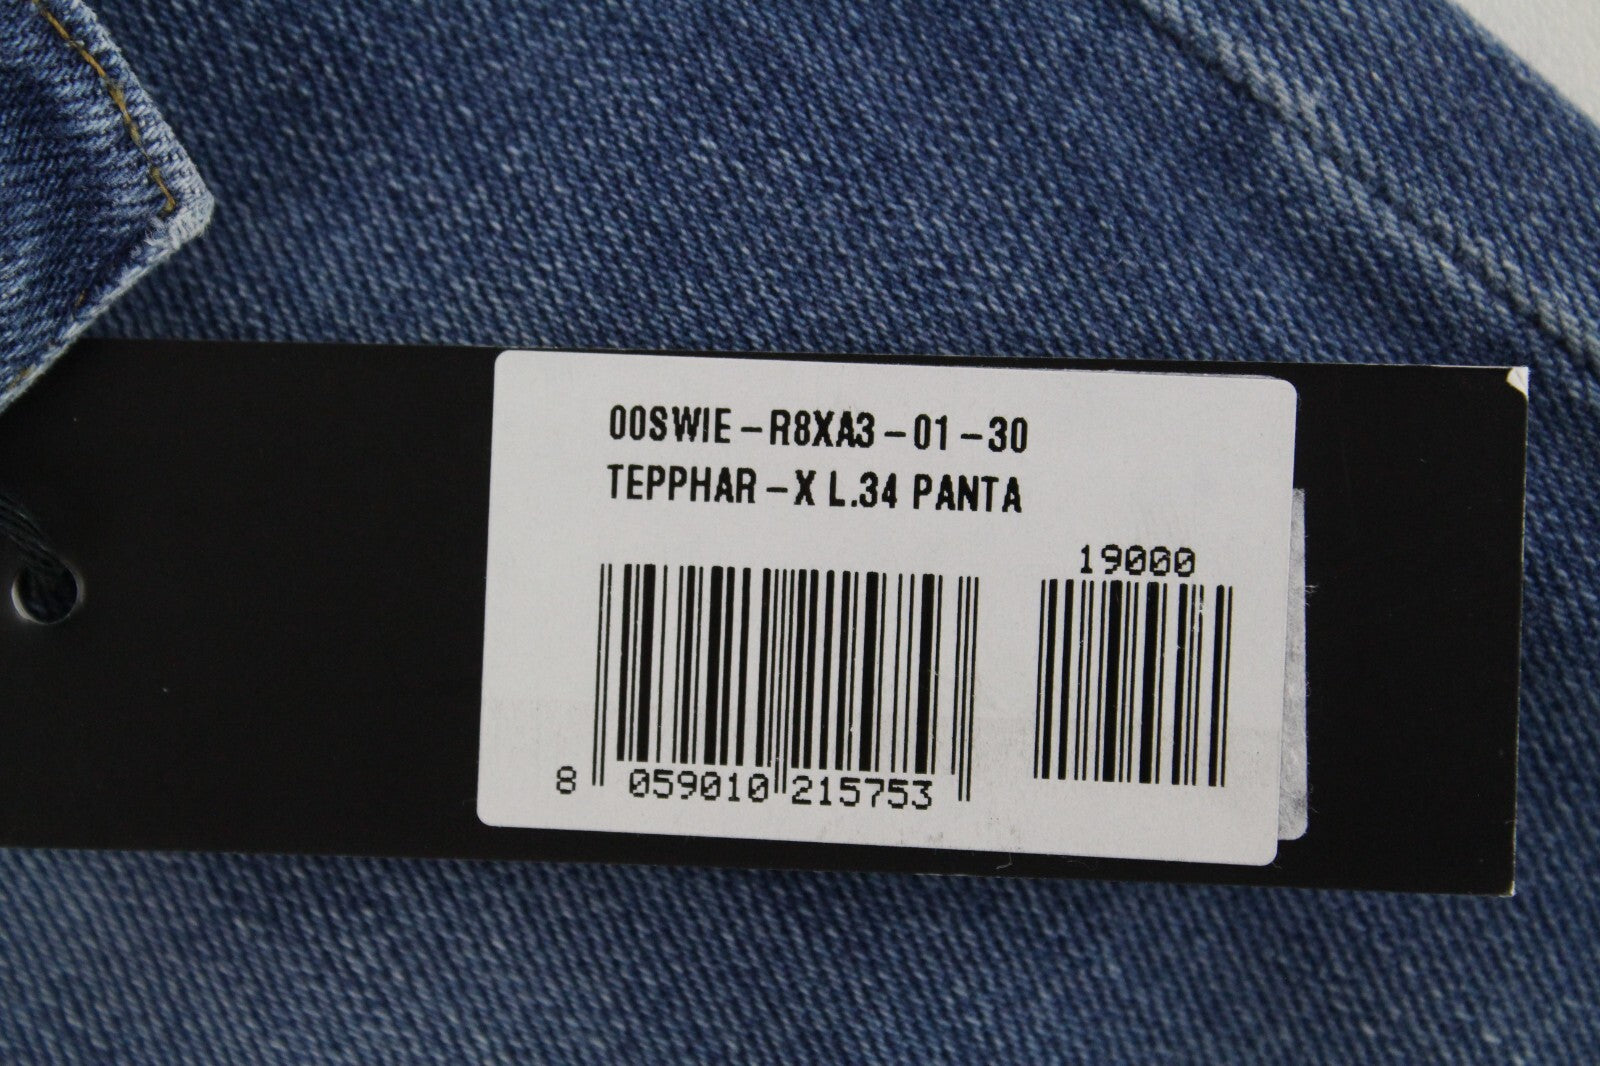 00SWIE-R8XA3-01-30
TEPPHAR-X L.34 PANTA
19000
8 059010 215753